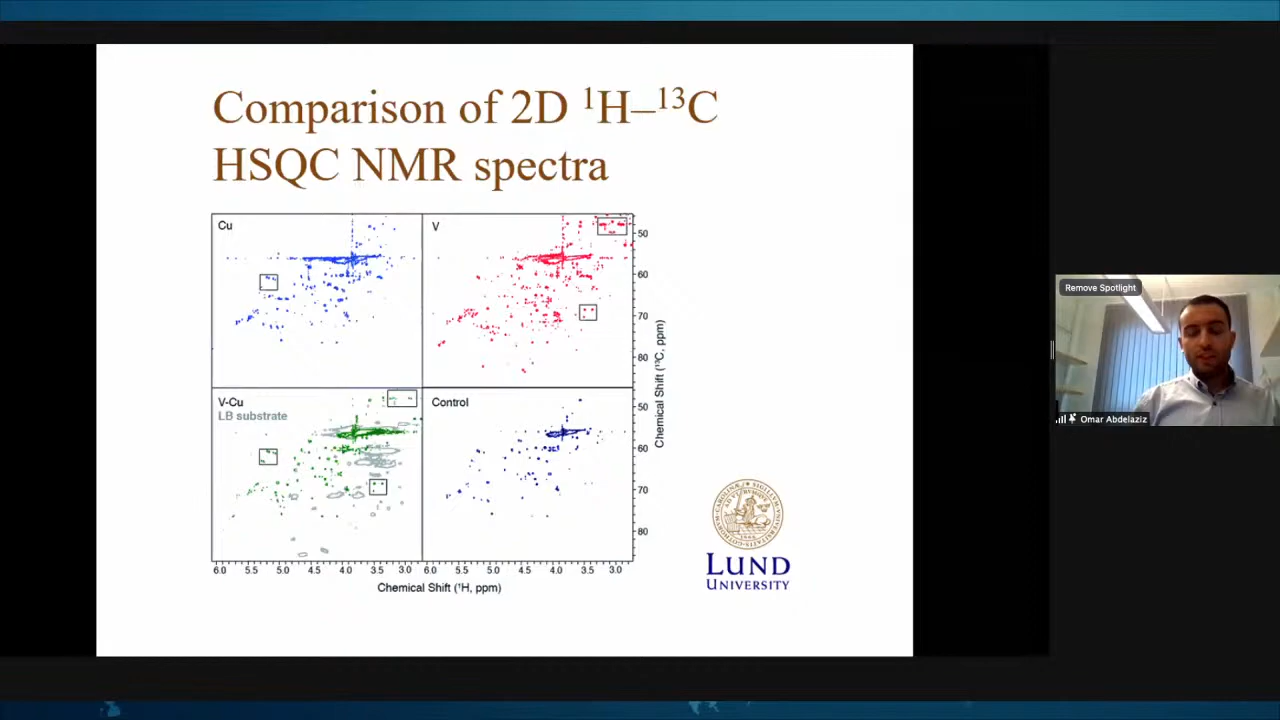 Comparison of 2D ¹H–¹³C
HSQC NMR spectra
Cu
V
50
60
70
80
V-Cu
LB substrate
Control
50
60
70
80
Chemical Shift (¹³C, ppm)
6.0 5.5 5.0 4.5 4.0 3.5 3.0
6.0 5.5 5.0 4.5 4.0 3.5 3.0
Chemical Shift (¹H, ppm)
LUND
UNIVERSITY
Remove Spotlight
Omar Abdelaziz